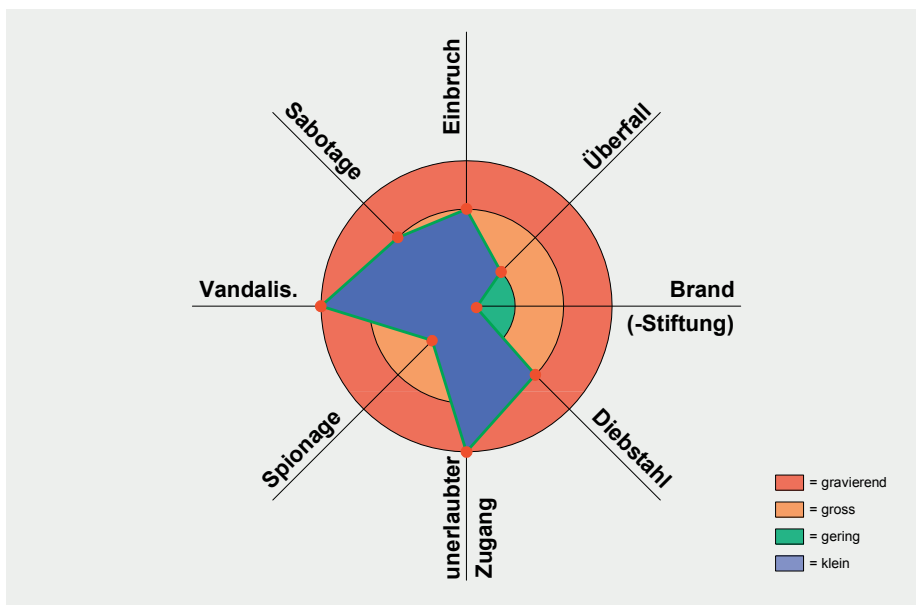 Einbruch
Sabotage
Überfall
Vandalis.
Brand
(-Stiftung)
Spionage
Diebstahl
unerlaubter
Zugang
= gravierend
= gross
= gering
= klein